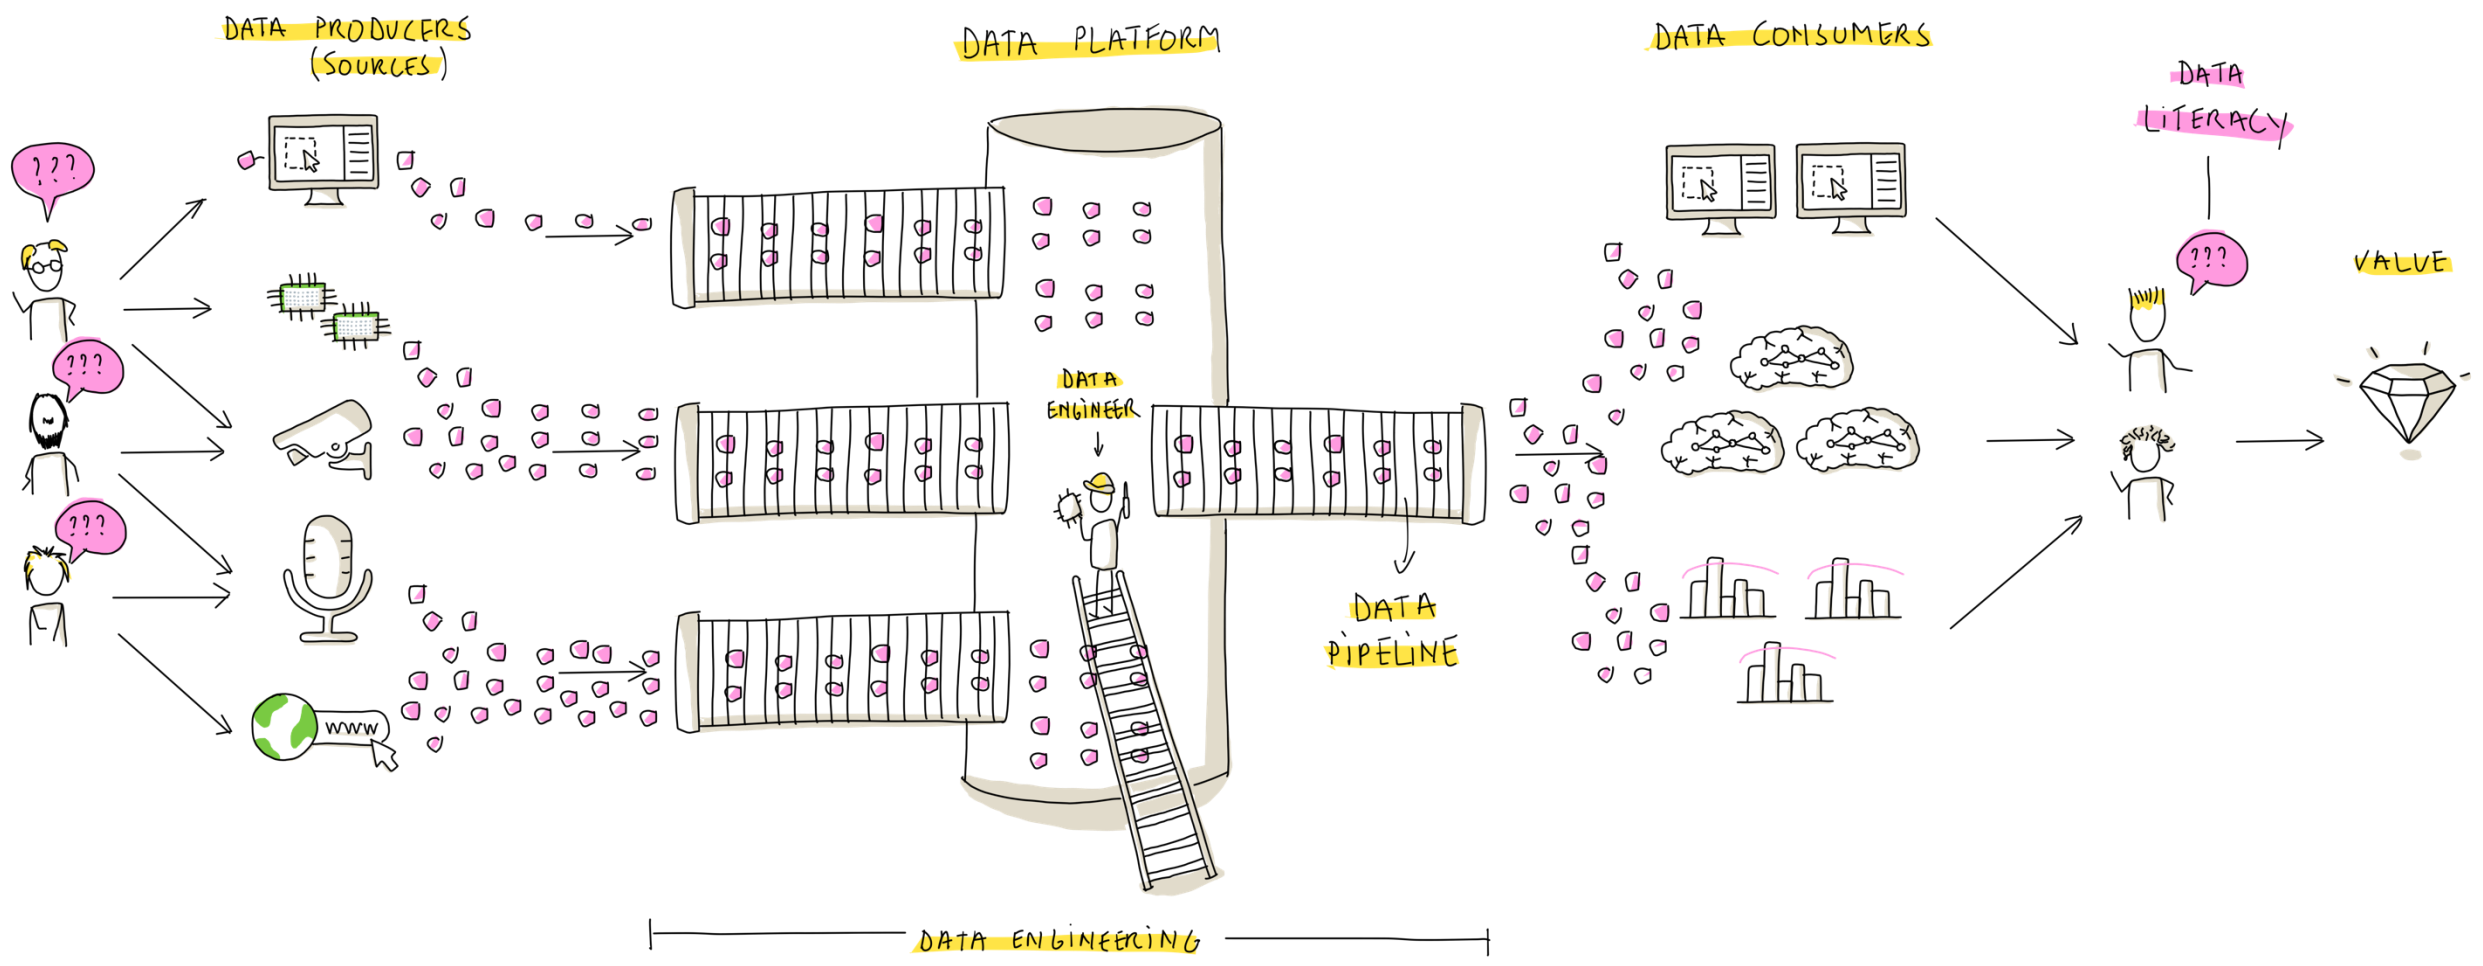 DATA PRODUCERS
(SOURCES)
DATA PLATFORM
DATA CONSUMERS
DATA
LITERACY
???
???
VALUE
???
DATA
ENGINEER
???
DATA
PIPELINE
WWW
DATA ENGINEERING